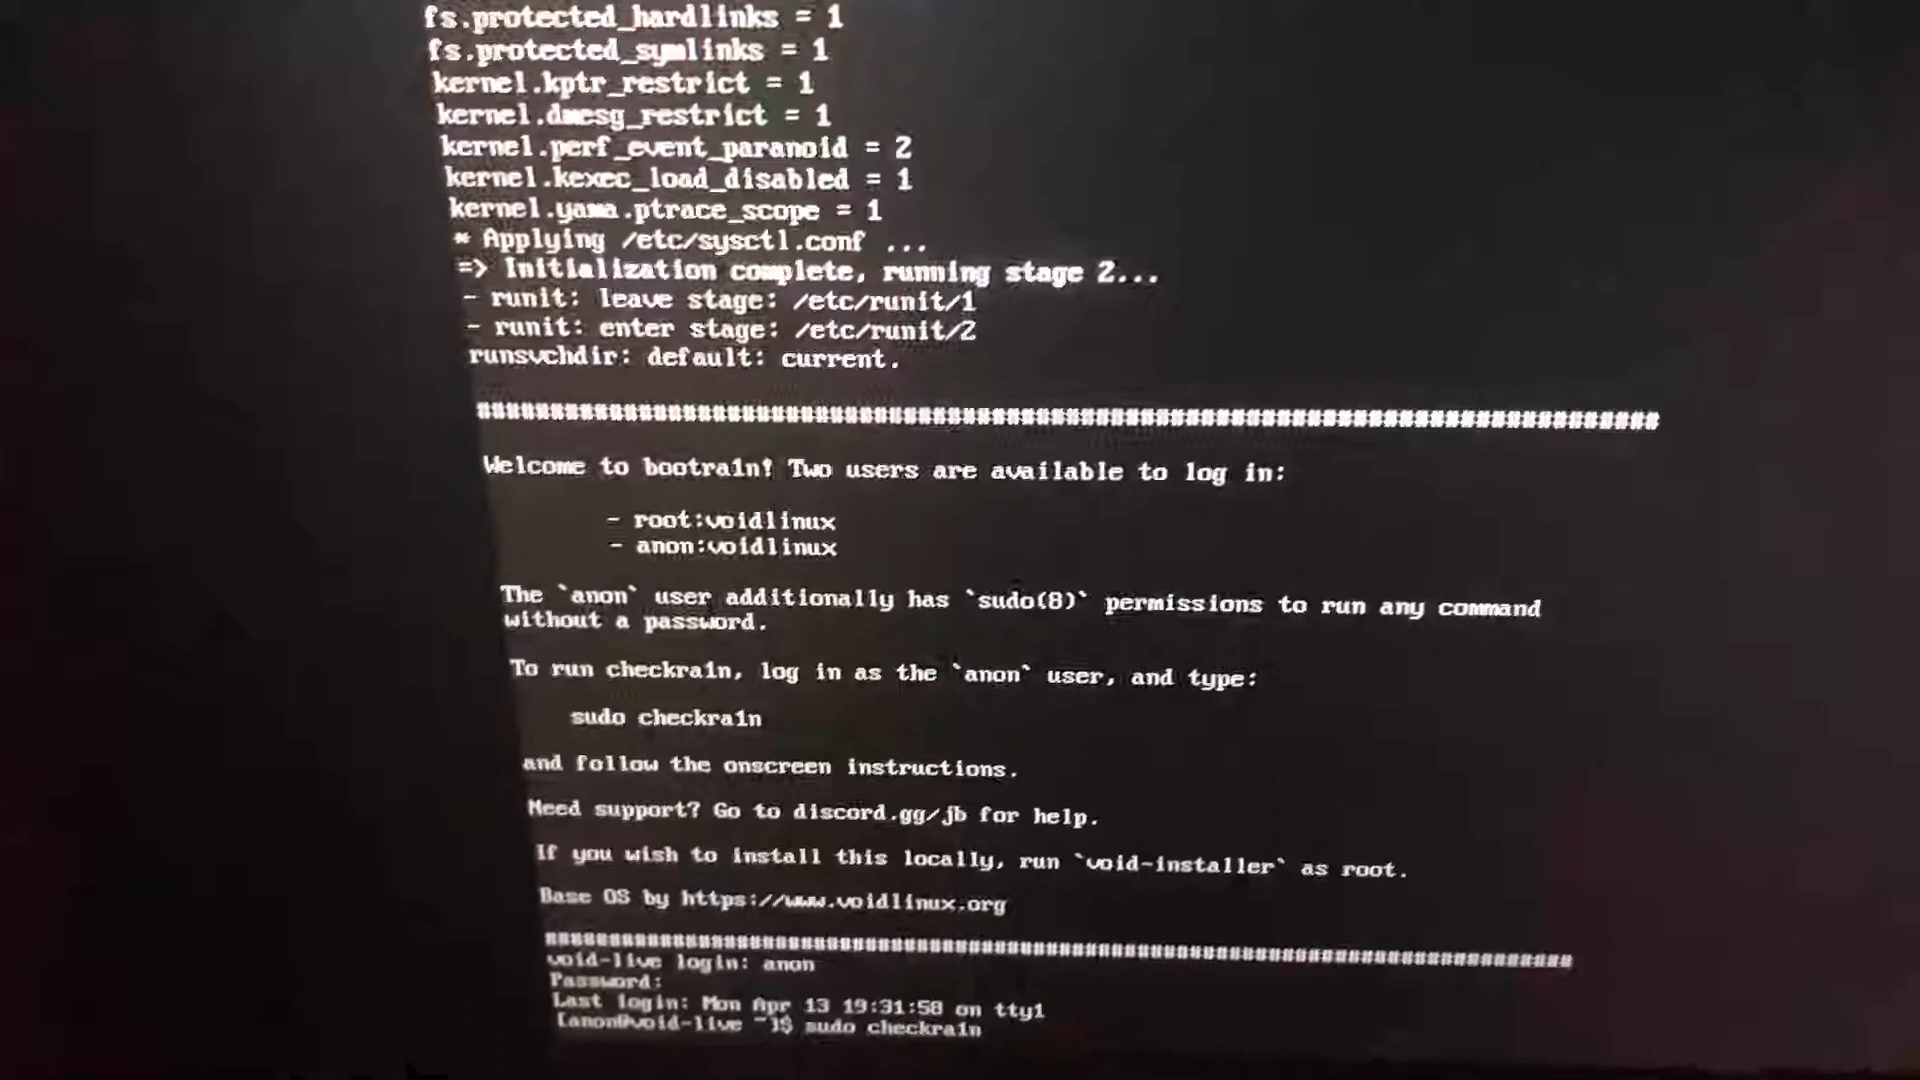 fs.protected_hardlinks = 1
fs.protected_symlinks = 1
kernel.kptr_restrict = 1
kernel.dmesg_restrict = 1
kernel.perf_event_paranoid = 2
kernel.kexec_load_disabled = 1
kernel.yama.ptrace_scope = 1
* Applying /etc/sysctl.conf ...
=> Initialization complete, running stage 2...
- runit: leave stage: /etc/runit/1
- runit: enter stage: /etc/runit/2
runsvchdir: default: current.
################################################################################
Welcome to bootra1n! Two users are available to log in:
- root:voidlinux
- anon:voidlinux
The `anon` user additionally has `sudo(8)` permissions to run any command
without a password.
To run checkra1n, log in as the `anon` user, and type:
sudo checkra1n
and follow the onscreen instructions.
Need support? Go to discord.gg/jb for help.
If you wish to install this locally, run `void-installer` as root.
Base OS by https://www.voidlinux.org
################################################################################
void-live login: anon
Password:
Last login: Mon Apr 13 19:31:58 on tty1
[anon@void-live ~]$ sudo checkra1n